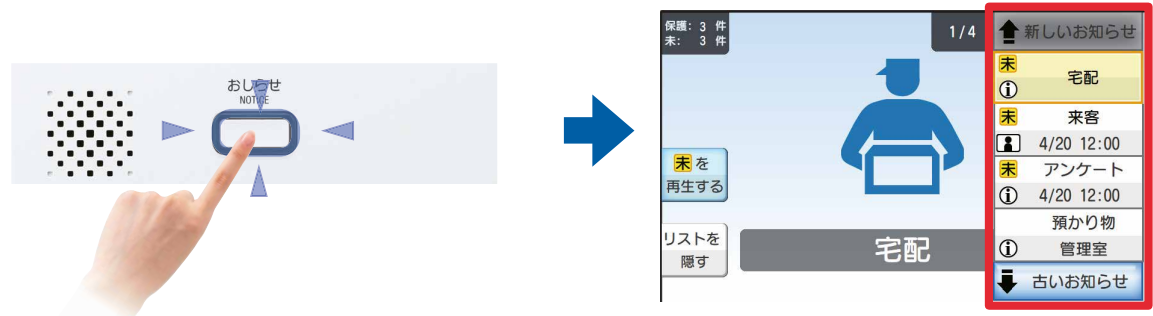 おしらせ
NOTICE
保護: 3 件
未: 3 件
1/4
新しいお知らせ
未
宅配
未
来客
4/20 12:00
未
アンケート
4/20 12:00
預かり物
管理室
古いお知らせ
未を
再生する
リストを
隠す
宅配